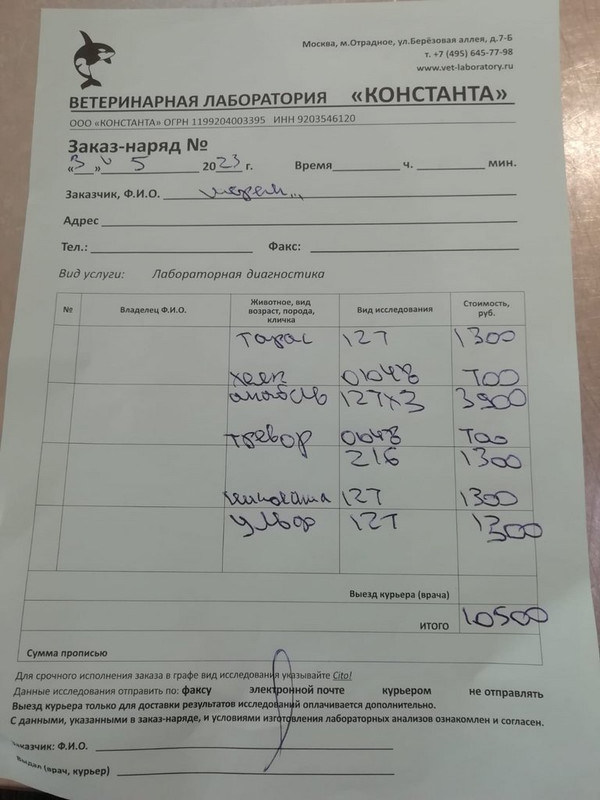 Москва, м.Отрадное, ул.Берёзовая аллея, д.7-Б
т. +7 (495) 645-77-98
www.vet-laboratory.ru
ВЕТЕРИНАРНАЯ ЛАБОРАТОРИЯ «КОНСТАНТА»
ООО «КОНСТАНТА» ОГРН 1199204003395 ИНН 9203546120
Заказ-наряд №
«3» 5 2023 г. Время ч. мин.
Заказчик, Ф.И.О.
Адрес
Тел.: Факс:
Вид услуги: Лабораторная диагностика
№ Владелец Ф.И.О. Животное, вид возраст, порода, кличка Вид исследования Стоимость, руб.
Тарас 127 1300
700
127х3 3900
Тревор 700
216 1300
127 1300
127 1300
Выезд курьера (врача)
ИТОГО 10500
Сумма прописью
Для срочного исполнения заказа в графе вид исследования указывайте Cito!
Данные исследования отправить по: факсу электронной почте курьером не отправлять
Выезд курьера только для доставки результатов исследований оплачивается дополнительно.
С данными, указанными в заказ-наряде, и условиями изготовления лабораторных анализов ознакомлен и согласен.
Заказчик: Ф.И.О.
Выдал (врач, курьер)